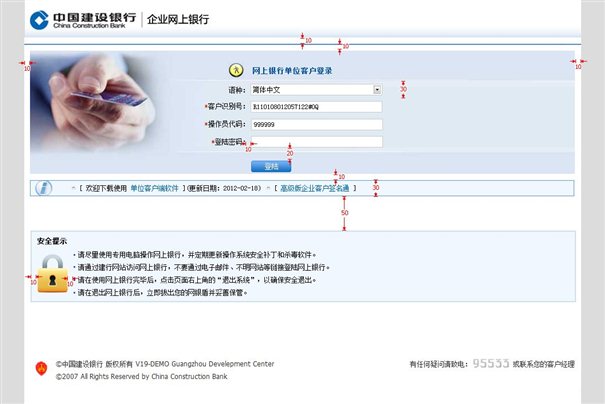 中国建设银行 企业网上银行
China Construction Bank
10
10
10
10
网上银行单位客户登录
语种: 简体中文
30
*客户识别号:
*操作员代码: 999999
*登陆密码:
10
20
登陆
^ [ 欢迎下载使用 单位客户端软件 ](更新日期: 2012-02-18) ^ [ 高级版企业客户签名通 ]
10
30
50
安全提示
·请尽量使用专用电脑操作网上银行,并定期更新操作系统安全补丁和杀毒软件。
·请通过建行网站访问网上银行,不要通过电子邮件、不明网站等链接登陆网上银行。
·请在使用网上银行完毕后,点击页面右上角的“退出系统”,以确保安全退出。
·请在退出网上银行后,立即拔出您的网银盾并妥善保管。
10
10
10
©中国建设银行 版权所有 V19-DEMO Guangzhou Develepment Center
有任何疑问请致电: 95533 或联系您的客户经理
©2007 All Rights Reserved by China Construction Bank